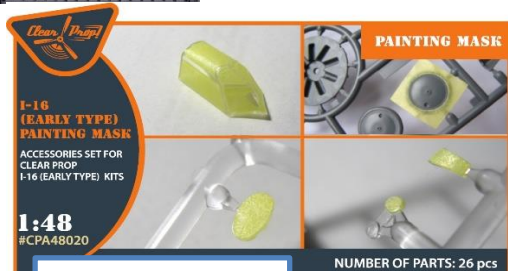 Clear Prop
PAINTING MASK
I-16
(EARLY TYPE)
PAINTING MASK
ACCESSORIES SET FOR
CLEAR PROP
I-16 (EARLY TYPE) KITS
1:48
#CPA48020
NUMBER OF PARTS: 26 pcs